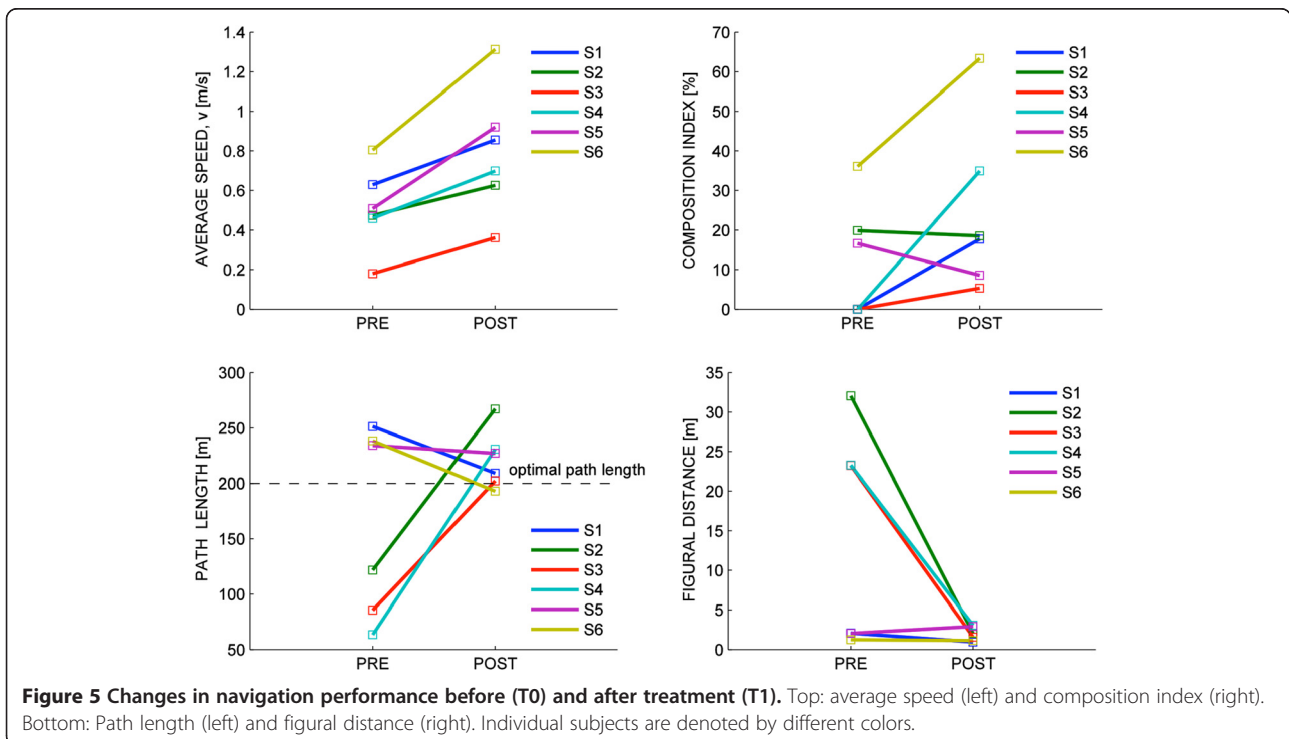 AVERAGE SPEED, v [m/s]
1.4
1.2
1
0.8
0.6
0.4
0.2
0
PRE
POST
S1
S2
S3
S4
S5
S6
COMPOSITION INDEX [%]
70
60
50
40
30
20
10
0
PRE
POST
S1
S2
S3
S4
S5
S6
PATH LENGTH [m]
300
250
200
150
100
50
optimal path length
PRE
POST
S1
S2
S3
S4
S5
S6
FIGURAL DISTANCE [m]
35
30
25
20
15
10
5
0
PRE
POST
S1
S2
S3
S4
S5
S6
Figure 5 Changes in navigation performance before (T0) and after treatment (T1). Top: average speed (left) and composition index (right).
Bottom: Path length (left) and figural distance (right). Individual subjects are denoted by different colors.